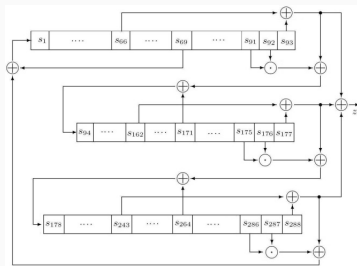 s1 .... s66 .... s69 .... s91 s92 s93
z
s94 .... s162 .... s171 .... s175 s176 s177
s178 .... s243 .... s264 .... s286 s287 s288